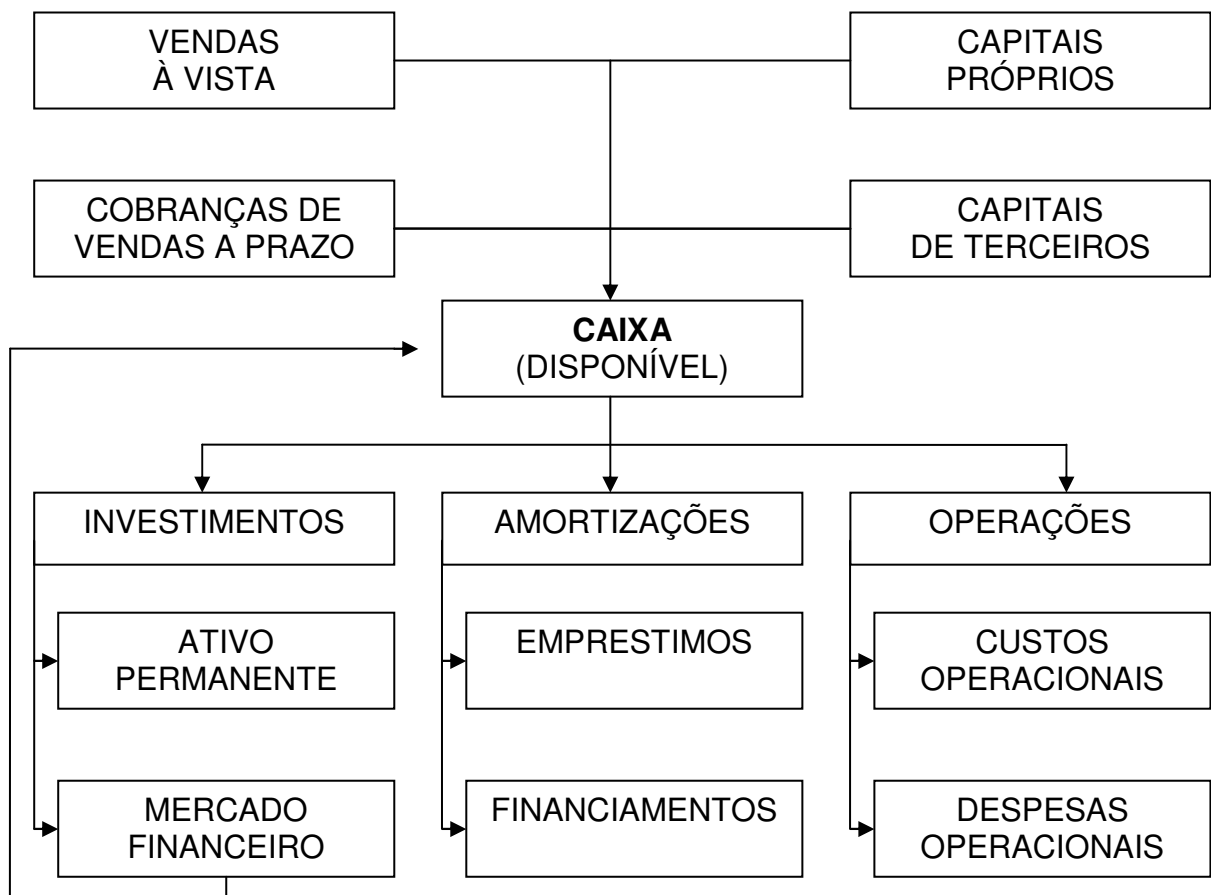 VENDAS
À VISTA
CAPITAIS
PRÓPRIOS
COBRANÇAS DE
VENDAS A PRAZO
CAPITAIS
DE TERCEIROS
CAIXA
(DISPONÍVEL)
INVESTIMENTOS
AMORTIZAÇÕES
OPERAÇÕES
ATIVO
PERMANENTE
EMPRESTIMOS
CUSTOS
OPERACIONAIS
MERCADO
FINANCEIRO
FINANCIAMENTOS
DESPESAS
OPERACIONAIS